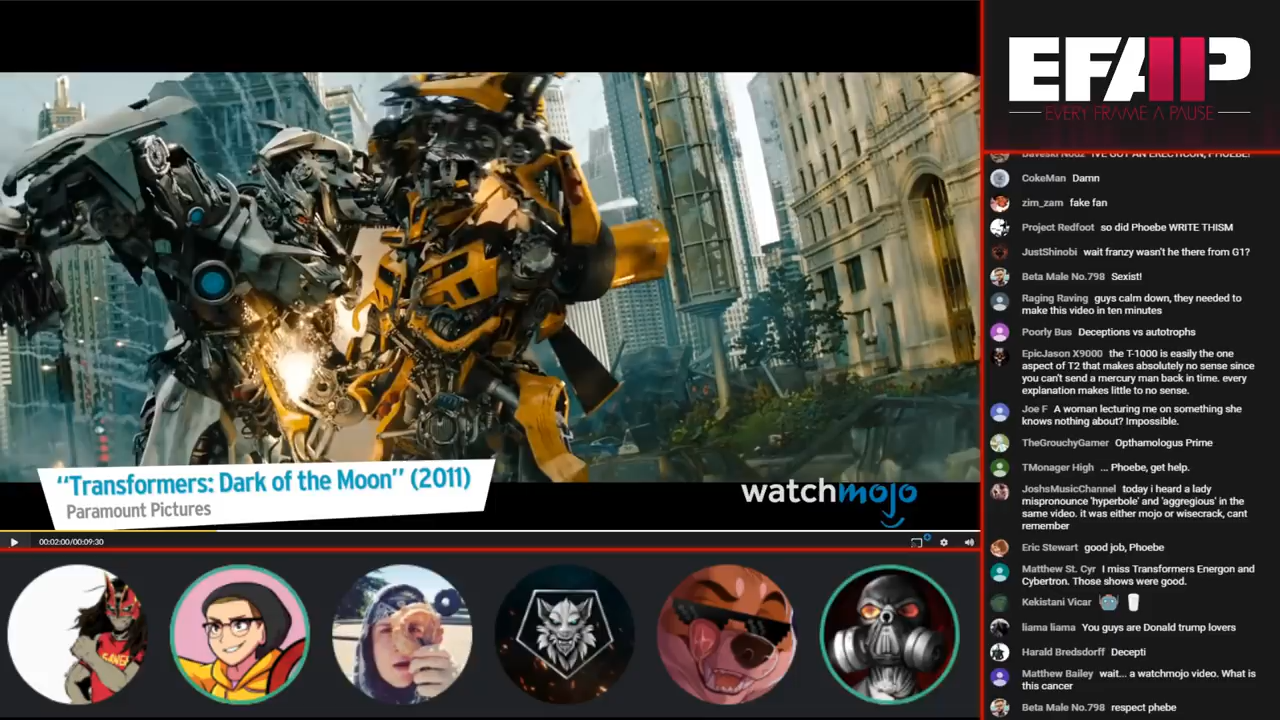 “Transformers: Dark of the Moon” (2011)
Paramount Pictures
watchmojo
00:02:00/00:09:30
EFAP
EVERY FRAME A PAUSE
Daveski Nobz I'VE GOT AN ERECTICON, PHOEBE!
CokeMan Damn
zim_zam fake fan
Project Redfoot so did Phoebe WRITE THISM
JustShinobi wait franzy wasn't he there from G1?
Beta Male No.798 Sexist!
Raging Raving guys calm down, they needed to
make this video in ten minutes
Poorly Bus Deceptions vs autotrophs
EpicJason X9000 the T-1000 is easily the one
aspect of T2 that makes absolutely no sense since
you can't send a mercury man back in time. every
explanation makes little to no sense.
Joe F A woman lecturing me on something she
knows nothing about? Impossible.
TheGrouchyGamer Opthamologus Prime
TMonager High ... Phoebe, get help.
JoshsMusicChannel today i heard a lady
mispronounce 'hyperbole' and 'aggregious' in the
same video. it was either mojo or wisecrack, cant
remember
Eric Stewart good job, Phoebe
Matthew St. Cyr I miss Transformers Energon and
Cybertron. Those shows were good.
Kekistani Vicar
liama liama You guys are Donald trump lovers
Harald Bredsdorff Decepti
Matthew Bailey wait... a watchmojo video. What is
this cancer
Beta Male No.798 respect phebe